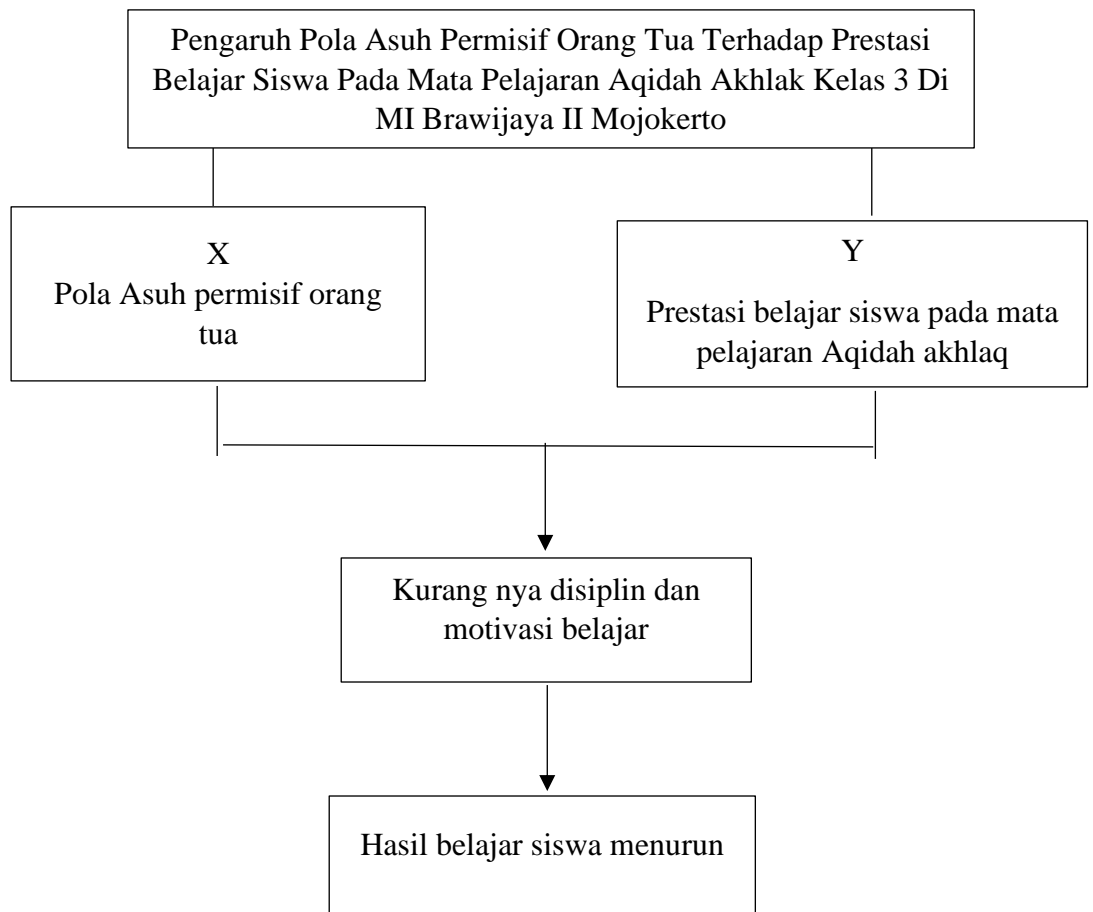 Pengaruh Pola Asuh Permisif Orang Tua Terhadap Prestasi
Belajar Siswa Pada Mata Pelajaran Aqidah Akhlak Kelas 3 Di
MI Brawijaya II Mojokerto
X
Pola Asuh permisif orang
tua
Y
Prestasi belajar siswa pada mata
pelajaran Aqidah akhlaq
Kurang nya disiplin dan
motivasi belajar
Hasil belajar siswa menurun